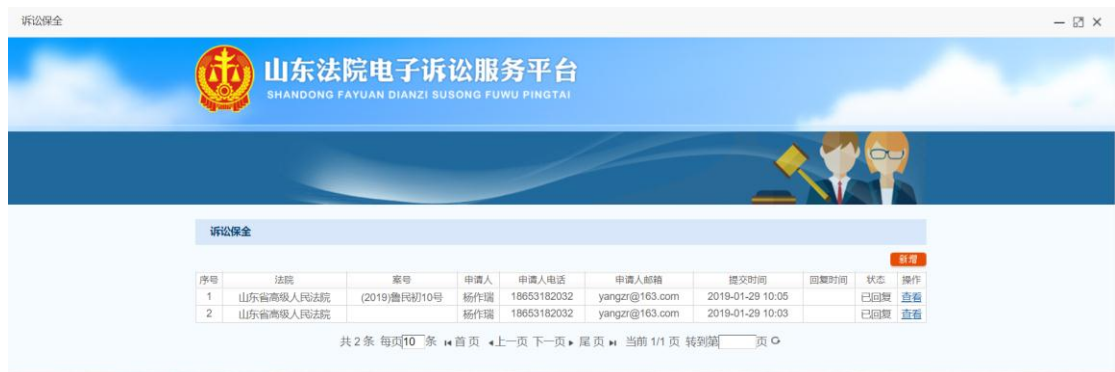 诉讼保全
山东法院电子诉讼服务平台
SHANDONG FAYUAN DIANZI SUSONG FUWU PINGTAI
诉讼保全
新增
序号 法院 案号 申请人 申请人电话 申请人邮箱 提交时间 回复时间 状态 操作
1 山东省高级人民法院 (2019)鲁民初10号 杨作瑞 18653182032 yangzr@163.com 2019-01-29 10:05 已回复 查看
2 山东省高级人民法院 杨作瑞 18653182032 yangzr@163.com 2019-01-29 10:03 已回复 查看
共 2 条 每页 10 条 首页 上一页 下一页 尾页 当前 1/1 页 转到第 页